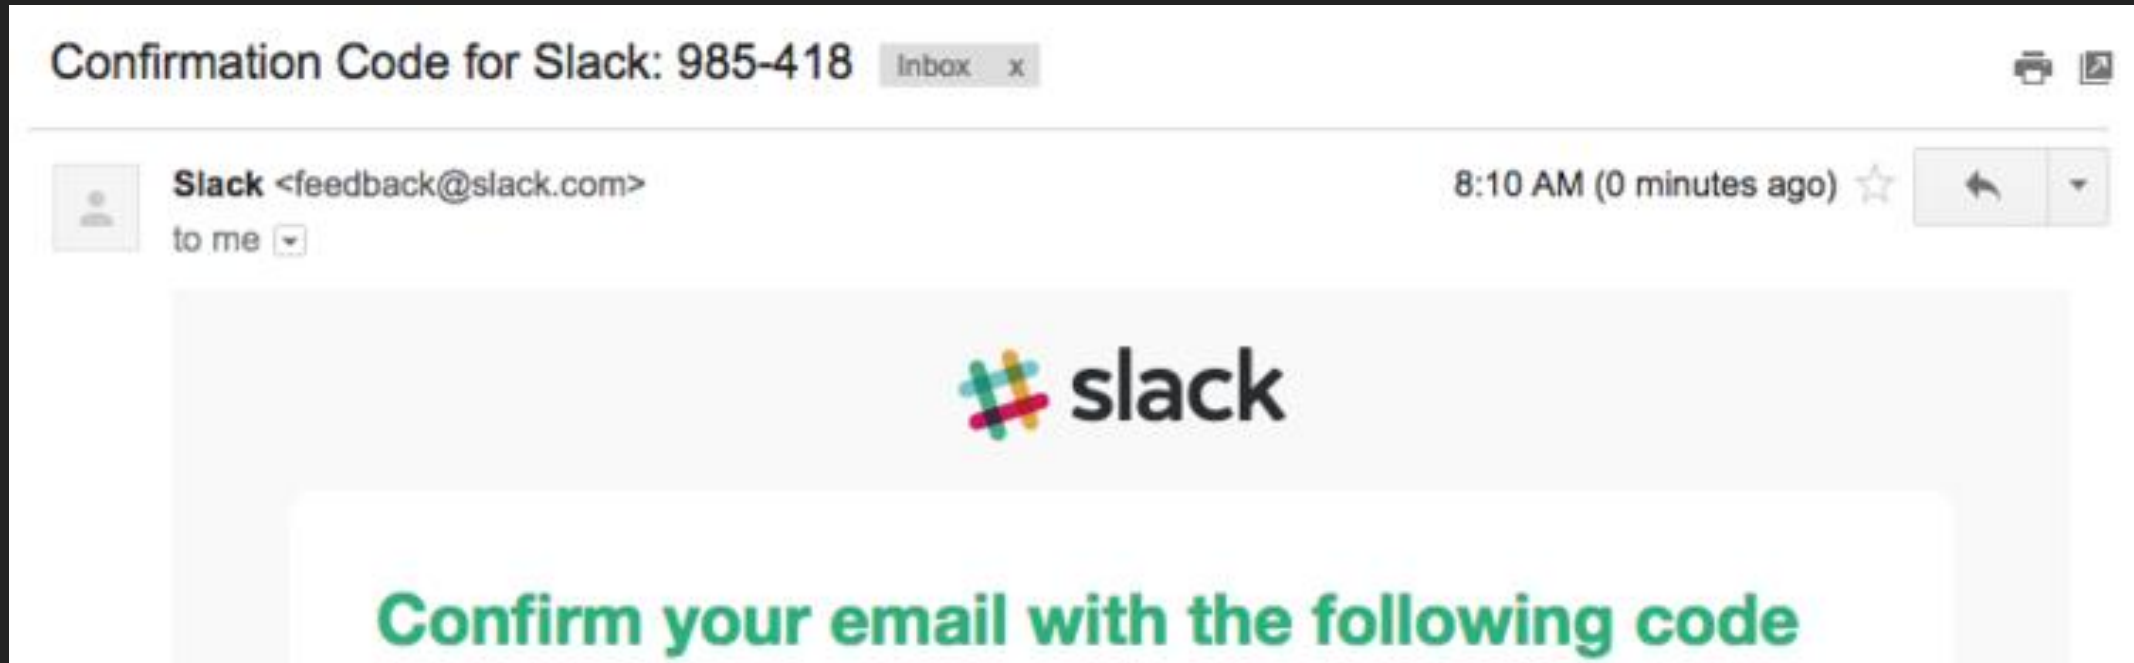 Confirmation Code for Slack: 985-418 Inbox x
Slack <feedback@slack.com> 8:10 AM (0 minutes ago)
to me
slack
Confirm your email with the following code